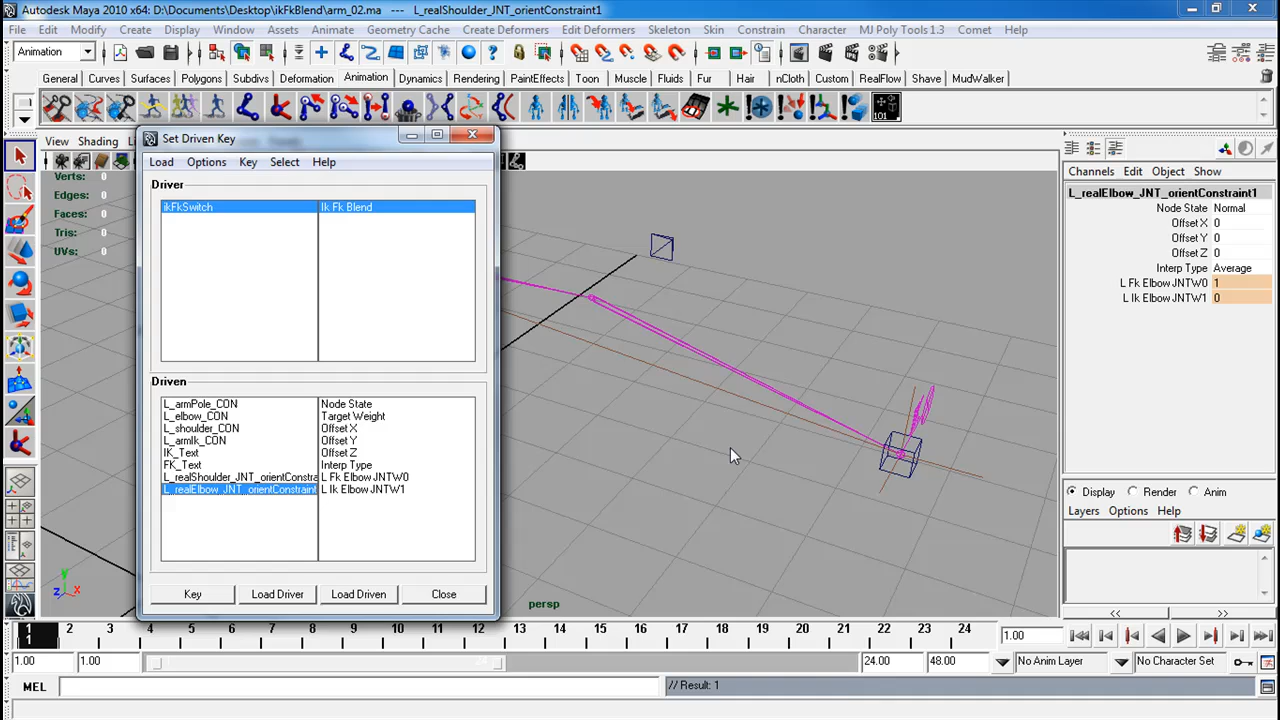 Autodesk Maya 2010 x64: D:\Documents\Desktop\ikFkBlend\arm_02.ma --- L_realShoulder_JNT_orientConstraint1
File Edit Modify Create Display Window Assets Animate Geometry Cache Create Deformers Edit Deformers Skeleton Skin Constrain Character MJ Poly Tools 1.3 Comet Help
Animation
General Curves Surfaces Polygons Subdivs Deformation Animation Dynamics Rendering PaintEffects Toon Muscle Fluids Fur Hair nCloth Custom RealFlow Shave MudWalker
101
View Shading
Set Driven Key
Load Options Key Select Help
Driver
ikFkSwitch Ik Fk Blend
Driven
L_armPole_CON Node State
L_elbow_CON Target Weight
L_shoulder_CON Offset X
L_armIk_CON Offset Y
IK_Text Offset Z
FK_Text Interp Type
L_realShoulder_JNT_orientConstra L Fk Elbow JNTW0
L_realElbow_JNT_orientConstraint L Ik Elbow JNTW1
Key Load Driver Load Driven Close
Verts: 0
Edges: 0
Faces: 0
Tris: 0
UVs: 0
y
z x
persp
Channels Edit Object Show
L_realElbow_JNT_orientConstraint1
Node State Normal
Offset X 0
Offset Y 0
Offset Z 0
Interp Type Average
L Fk Elbow JNTW0 1
L Ik Elbow JNTW1 0
Display Render Anim
Layers Options Help
<< >>
1 2 3 4 5 6 7 8 9 10 11 12 13 14 15 16 17 18 19 20 21 22 23 24
1
1.00
1.00 1.00 24.00 48.00 No Anim Layer No Character Set
MEL // Result: 1